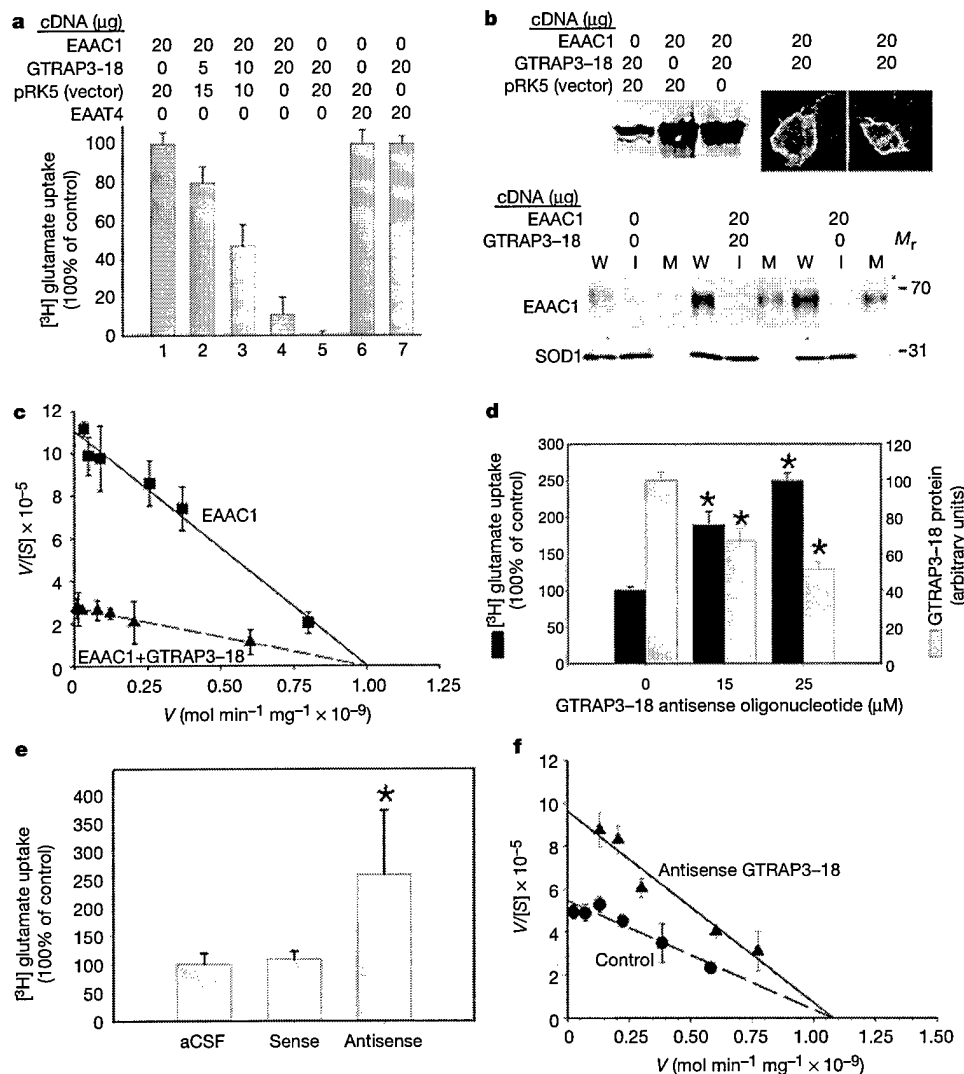 a
cDNA (µg)
EAAC1 20 20 20 20 0 0 0
GTRAP3–18 0 5 10 20 20 0 20
pRK5 (vector) 20 15 10 0 20 20 0
EAAT4 0 0 0 0 0 20 20
[³H] glutamate uptake
(100% of control)
100
80
60
40
20
0
1 2 3 4 5 6 7
b
cDNA (µg)
EAAC1 0 20 20 20 20
GTRAP3–18 20 0 20 20 20
pRK5 (vector) 20 20 0
cDNA (µg)
EAAC1 0 20 20
GTRAP3–18 0 20 0 Mr
W I M W I M W I M
EAAC1
–70
SOD1
–31
c
V/[S] × 10⁻⁵
12
10
8
6
4
2
0
EAAC1
EAAC1+GTRAP3–18
0 0.25 0.50 0.75 1.00 1.25
V (mol min⁻¹ mg⁻¹ × 10⁻⁹)
d
[³H] glutamate uptake
(100% of control)
300
250
200
150
100
50
0
120
100
80
60
40
20
0
GTRAP3–18 protein
(arbitrary units)
0 15 25
GTRAP3–18 antisense oligonucleotide (µM)
e
[³H] glutamate uptake
(100% of control)
400
350
300
250
200
150
100
50
0
aCSF Sense Antisense
f
V/[S] × 10⁻⁵
10
8
6
4
2
0
Antisense GTRAP3–18
Control
0 0.25 0.50 0.75 1.00 1.25 1.50
V (mol min⁻¹ mg⁻¹ × 10⁻⁹)